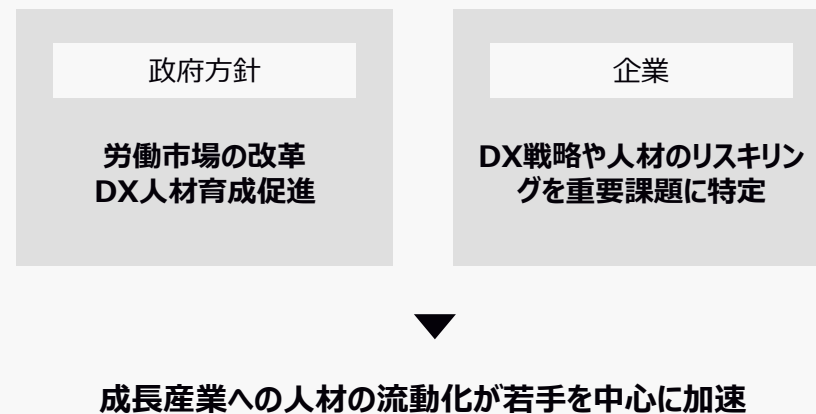 政府方針
労働市場の改革
DX人材育成促進
企業
DX戦略や人材のリスキリン
グを重要課題に特定
成長産業への人材の流動化が若手を中心に加速